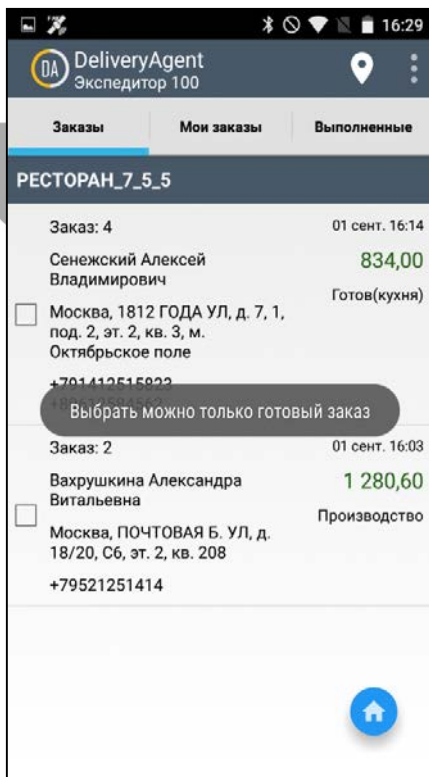 16:29
DA DeliveryAgent
Экспедитор 100
Заказы Мои заказы Выполненные
РЕСТОРАН_7_5_5
Заказ: 4 01 сент. 16:14
Сенежский Алексей 834,00
Владимирович
Готов(кухня)
Москва, 1812 ГОДА УЛ, д. 7, 1,
под. 2, эт. 2, кв. 3, м.
Октябрьское поле
+791412515823
Выбрать можно только готовый заказ
Заказ: 2 01 сент. 16:03
Вахрушкина Александра 1 280,60
Витальевна
Производство
Москва, ПОЧТОВАЯ Б. УЛ, д.
18/20, С6, эт. 2, кв. 208
+79521251414